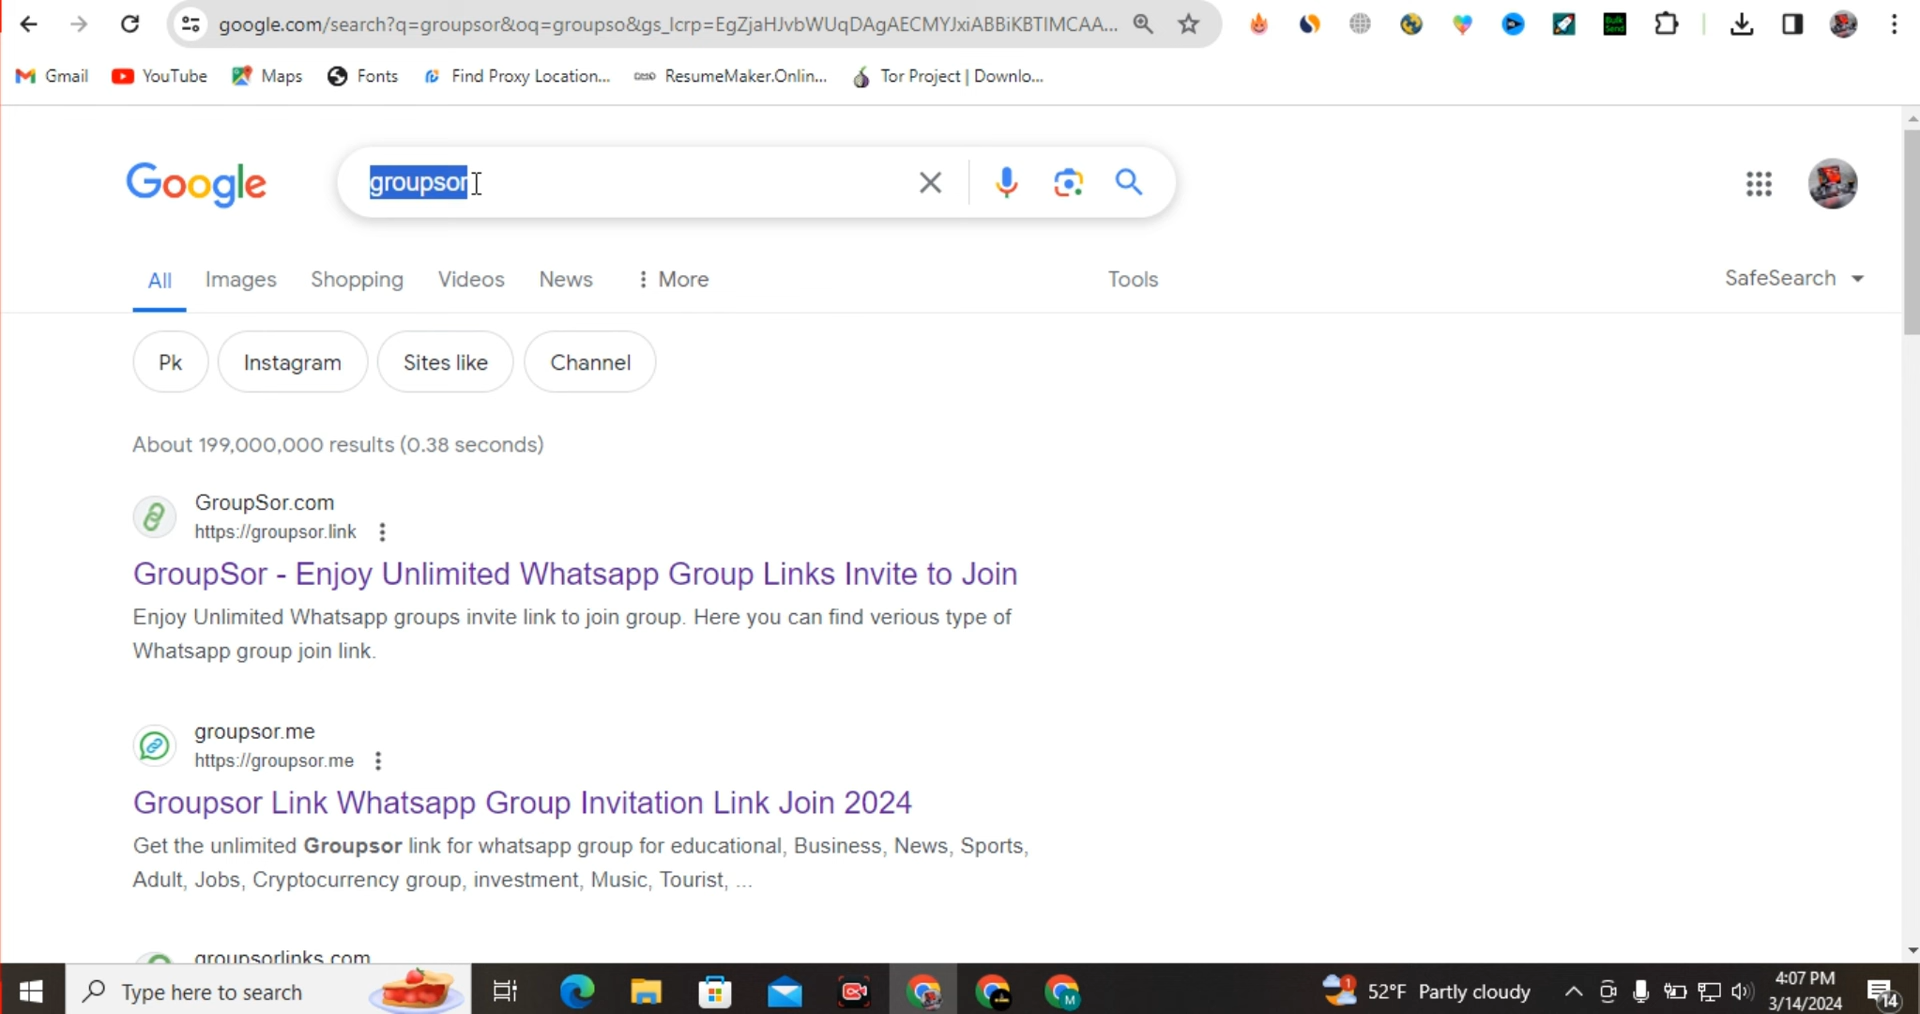 google.com/search?q=groupsor&oq=groupso&gs_lcrp=EgZjaHJvbWUqDAgAECMYJxiABBiKBTIMCAA...
Gmail YouTube Maps Fonts Find Proxy Location... ResumeMaker.Onlin... Tor Project | Downlo...
Bulk Send
Google groupsor
All Images Shopping Videos News More Tools SafeSearch
Pk Instagram Sites like Channel
About 199,000,000 results (0.38 seconds)
GroupSor.com
https://groupsor.link
GroupSor - Enjoy Unlimited Whatsapp Group Links Invite to Join
Enjoy Unlimited Whatsapp groups invite link to join group. Here you can find verious type of
Whatsapp group join link.
groupsor.me
https://groupsor.me
Groupsor Link Whatsapp Group Invitation Link Join 2024
Get the unlimited Groupsor link for whatsapp group for educational, Business, News, Sports,
Adult, Jobs, Cryptocurrency group, investment, Music, Tourist, ...
groupsorlinks.com
Type here to search M 1 52°F Partly cloudy 4:07 PM
3/14/2024 14